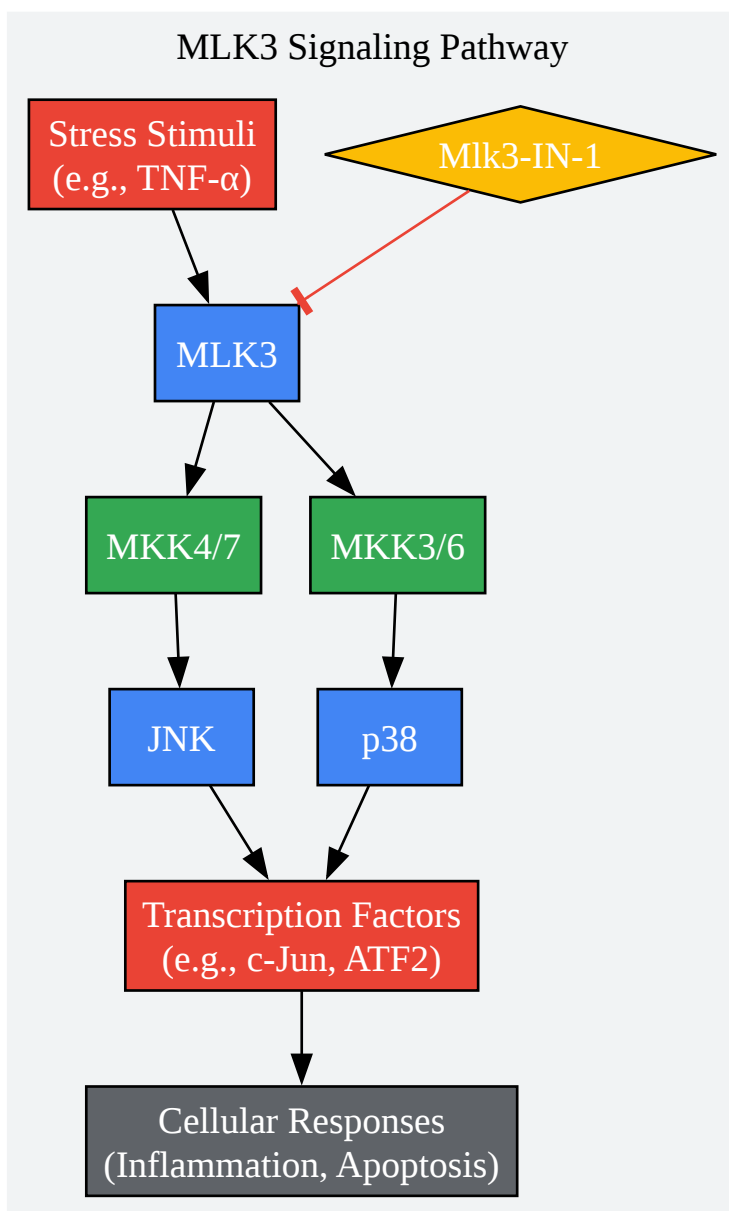 MLK3 Signaling Pathway
Stress Stimuli
(e.g., TNF-α)
Mlk3-IN-1
MLK3
MKK4/7
MKK3/6
JNK
p38
Transcription Factors
(e.g., c-Jun, ATF2)
Cellular Responses
(Inflammation, Apoptosis)